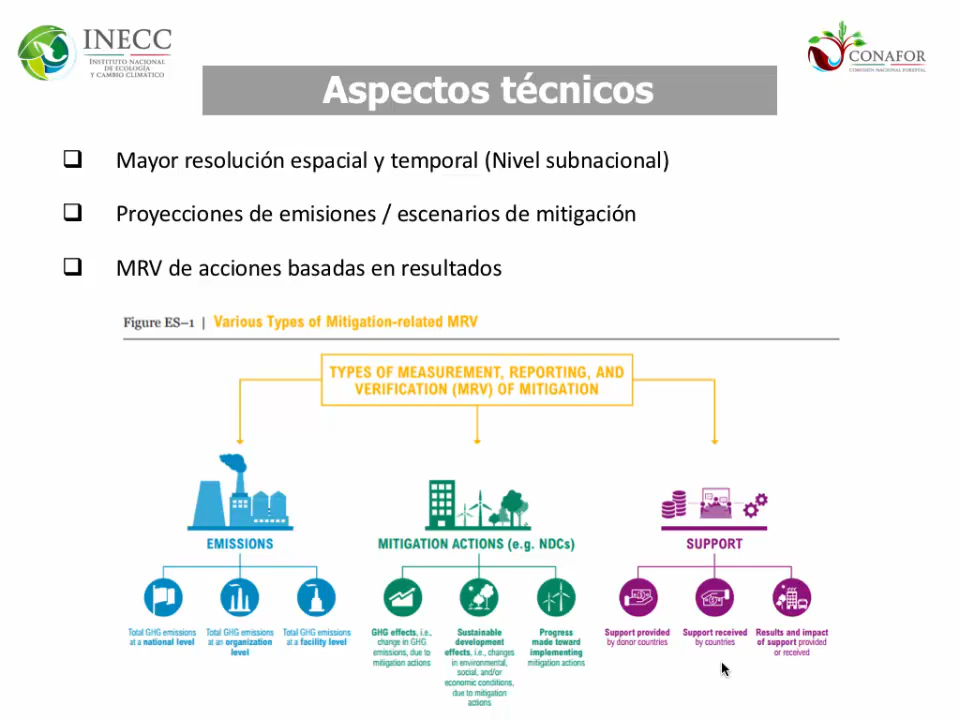 INECC
INSTITUTO NACIONAL
DE ECOLOGÍA
Y CAMBIO CLIMÁTICO
CONAFOR
COMISIÓN NACIONAL FORESTAL
Aspectos técnicos
Mayor resolución espacial y temporal (Nivel subnacional)
Proyecciones de emisiones / escenarios de mitigación
MRV de acciones basadas en resultados
Figure ES–1 | Various Types of Mitigation-related MRV
TYPES OF MEASUREMENT, REPORTING, AND
VERIFICATION (MRV) OF MITIGATION
EMISSIONS
Total GHG emissions
at a national level
Total GHG emissions
at an organization
level
Total GHG emissions
at a facility level
MITIGATION ACTIONS (e.g. NDCs)
GHG effects, i.e.,
change in GHG
emissions, due to
mitigation actions
Sustainable
development
effects, i.e., changes
in environmental,
social, and/or
economic conditions,
due to mitigation
actions
Progress
made toward
implementing
mitigation actions
SUPPORT
Support provided
by donor countries
Support received
by countries
Results and impact
of support provided
or received